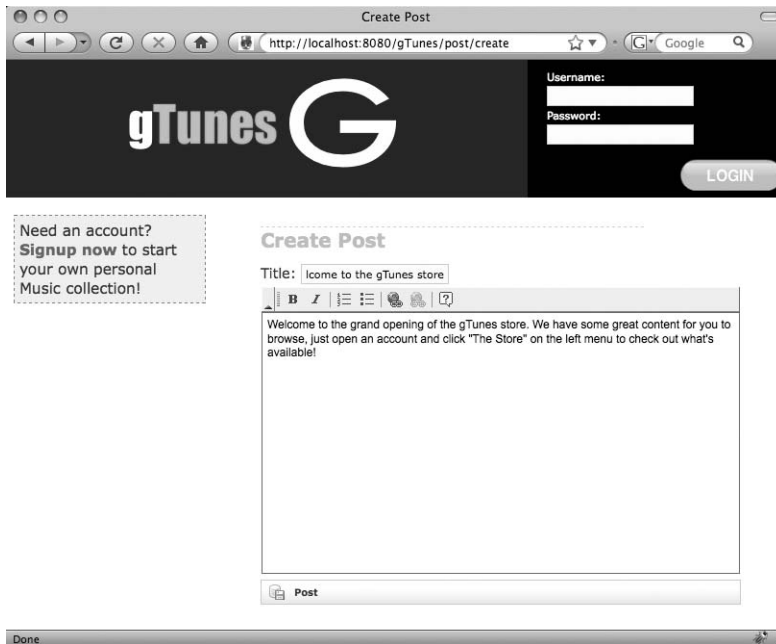 Create Post
http://localhost:8080/gTunes/post/create
G
Google
gTunes G
Username:
Password:
LOGIN
Need an account?
Signup now to start
your own personal
Music collection!
Create Post
Title: lcome to the gTunes store
B I
?
Welcome to the grand opening of the gTunes store. We have some great content for you to
browse, just open an account and click "The Store" on the left menu to check out what's
available!
Post
Done